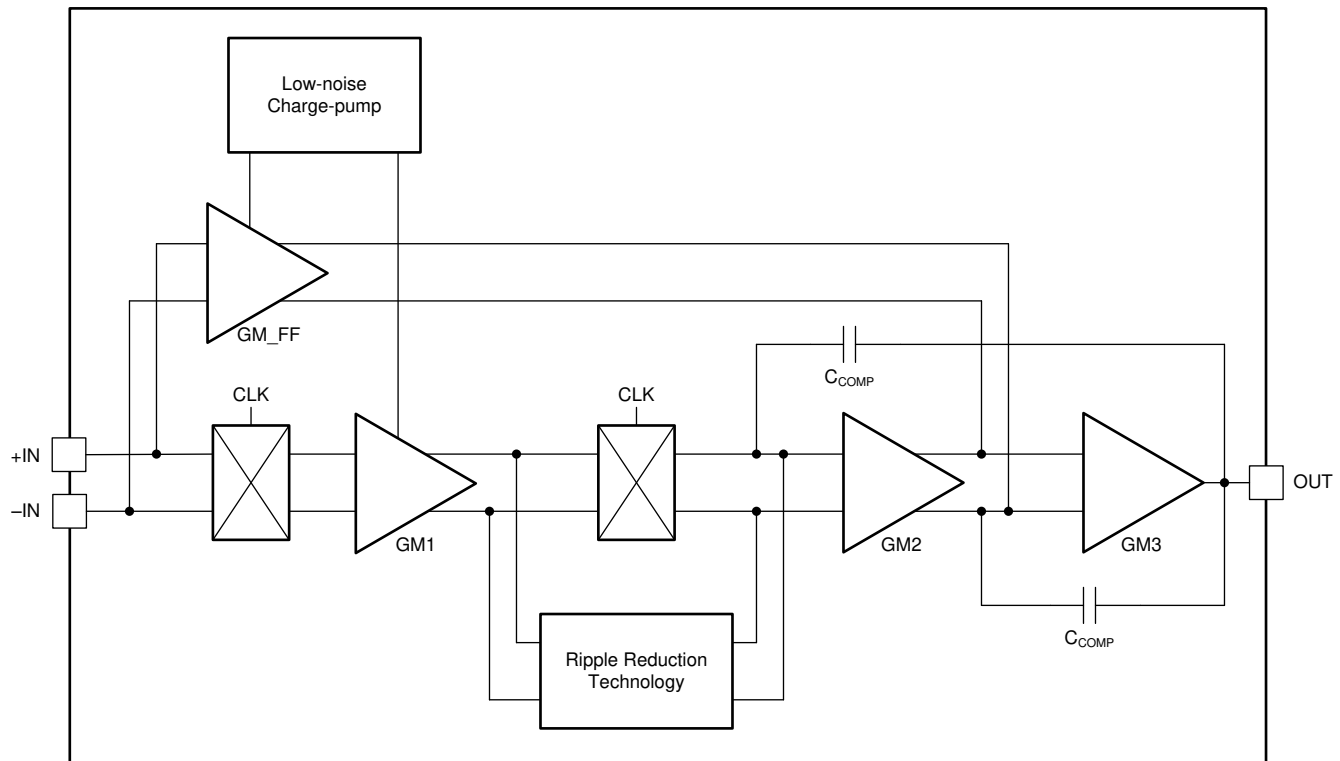 Low-noise
Charge-pump
GM_FF
CCOMP
CLK
CLK
+IN
–IN
OUT
GM1
GM2
GM3
CCOMP
Ripple Reduction
Technology